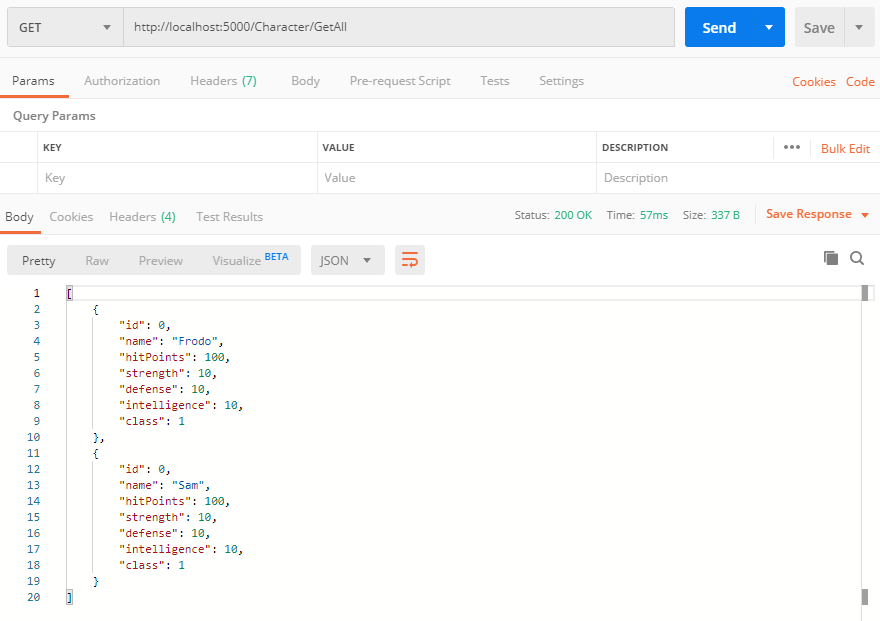 GET http://localhost:5000/Character/GetAll Send Save
Params Authorization Headers (7) Body Pre-request Script Tests Settings Cookies Code
Query Params
KEY VALUE DESCRIPTION ••• Bulk Edit
Key Value Description
Body Cookies Headers (4) Test Results Status: 200 OK Time: 57ms Size: 337 B Save Response
Pretty Raw Preview Visualize BETA JSON
1 [
2 {
3 "id": 0,
4 "name": "Frodo",
5 "hitPoints": 100,
6 "strength": 10,
7 "defense": 10,
8 "intelligence": 10,
9 "class": 1
10 },
11 {
12 "id": 0,
13 "name": "Sam",
14 "hitPoints": 100,
15 "strength": 10,
16 "defense": 10,
17 "intelligence": 10,
18 "class": 1
19 }
20 ]